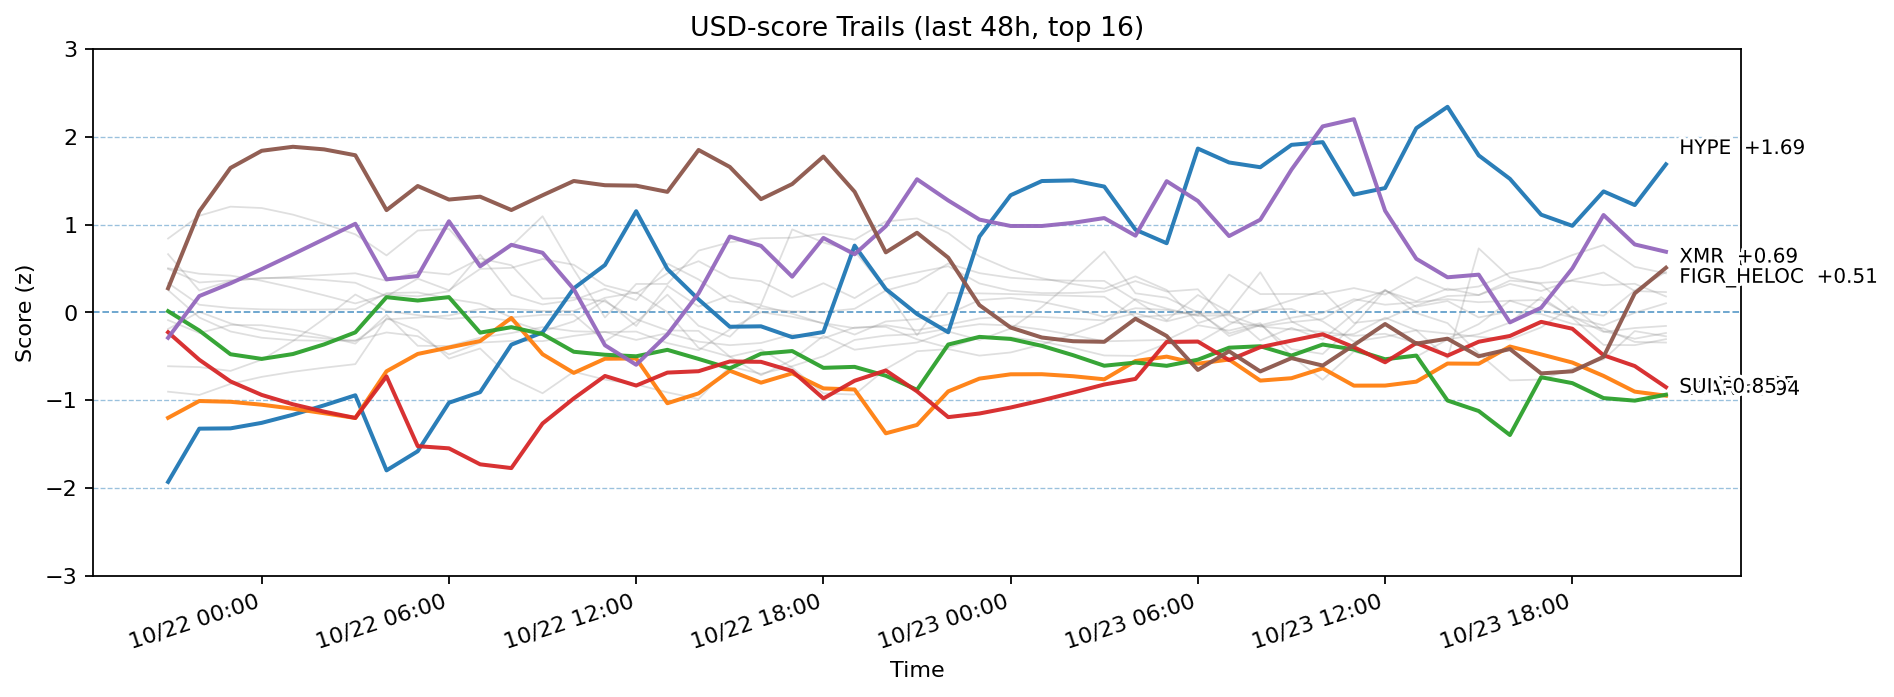 USD-score Trails (last 48h, top 16)
3
2
1
0
−1
−2
−3
Score (z)
HYPE +1.69
XMR +0.69
FIGR_HELOC +0.51
SUI
10/22 00:00
10/22 06:00
10/22 12:00
10/22 18:00
10/23 00:00
10/23 06:00
10/23 12:00
10/23 18:00
Time